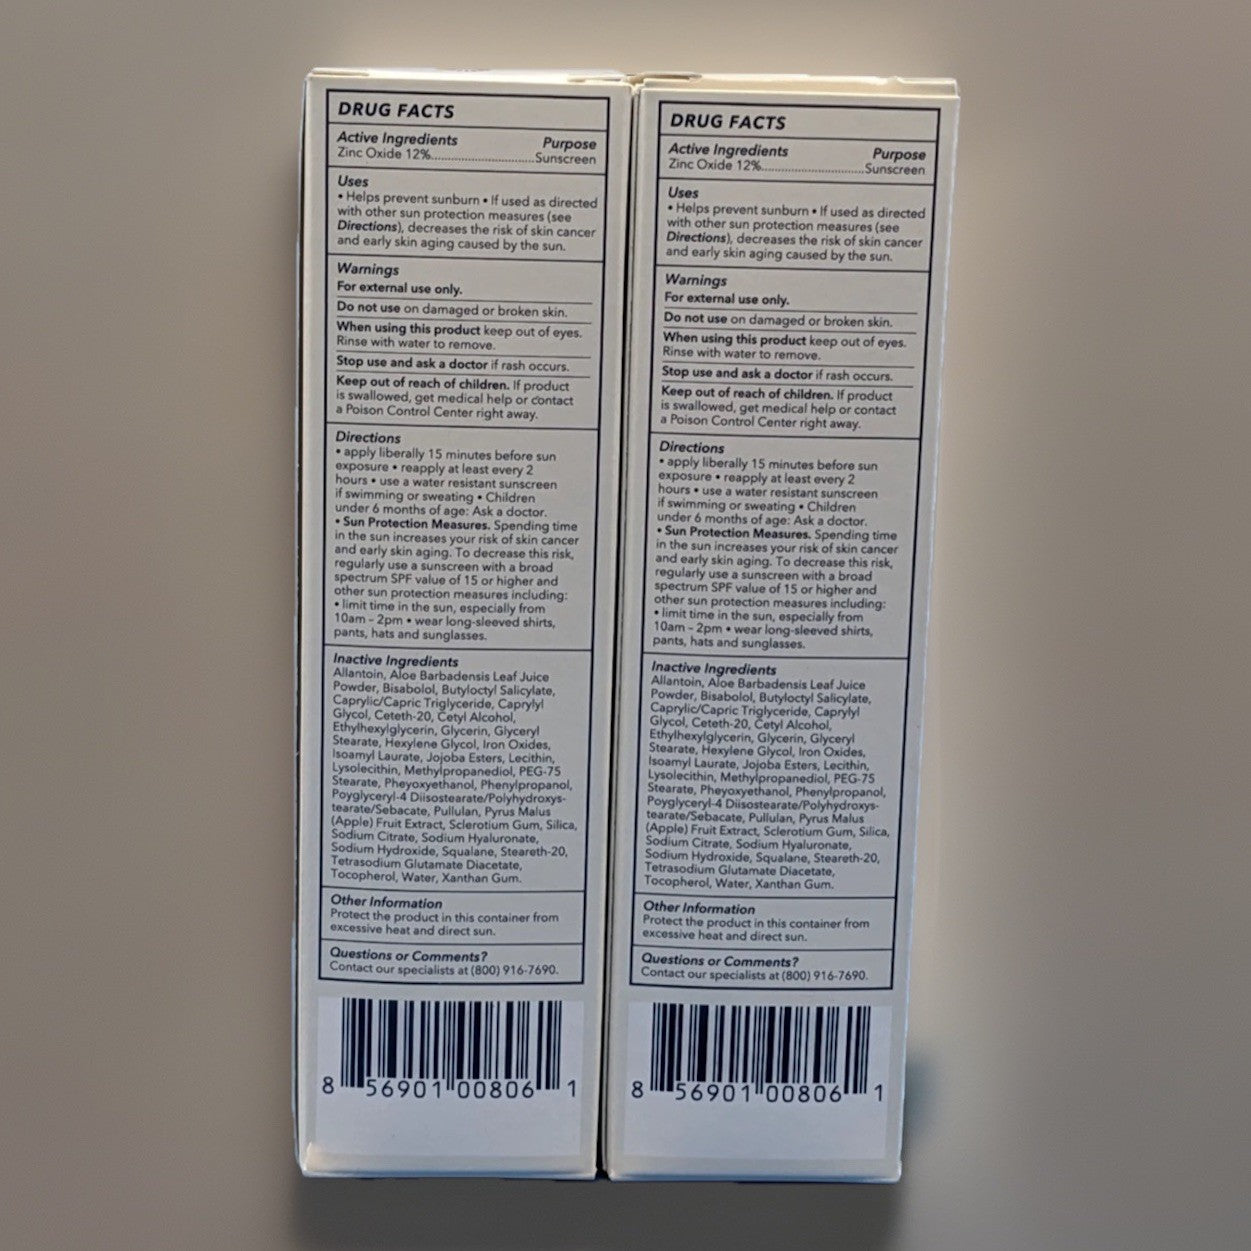 DRUG FACTS
Active Ingredients Purpose
Zinc Oxide 12%..............................Sunscreen
Uses
• Helps prevent sunburn • If used as directed
with other sun protection measures (see
Directions), decreases the risk of skin cancer
and early skin aging caused by the sun.
Warnings
For external use only.
Do not use on damaged or broken skin.
When using this product keep out of eyes.
Rinse with water to remove.
Stop use and ask a doctor if rash occurs.
Keep out of reach of children. If product
is swallowed, get medical help or contact
a Poison Control Center right away.
Directions
• apply liberally 15 minutes before sun
exposure • reapply at least every 2
hours • use a water resistant sunscreen
if swimming or sweating • Children
under 6 months of age: Ask a doctor.
• Sun Protection Measures. Spending time
in the sun increases your risk of skin cancer
and early skin aging. To decrease this risk,
regularly use a sunscreen with a broad
spectrum SPF value of 15 or higher and
other sun protection measures including:
• limit time in the sun, especially from
10am – 2pm • wear long-sleeved shirts,
pants, hats and sunglasses.
Inactive Ingredients
Allantoin, Aloe Barbadensis Leaf Juice
Powder, Bisabolol, Butyloctyl Salicylate,
Caprylic/Capric Triglyceride, Caprylyl
Glycol, Ceteth-20, Cetyl Alcohol,
Ethylhexylglycerin, Glycerin, Glyceryl
Stearate, Hexylene Glycol, Iron Oxides,
Isoamyl Laurate, Jojoba Esters, Lecithin,
Lysolecithin, Methylpropanediol, PEG-75
Stearate, Pheyoxyethanol, Phenylpropanol,
Poyglyceryl-4 Diisostearate/Polyhydroxys-
tearate/Sebacate, Pullulan, Pyrus Malus
(Apple) Fruit Extract, Sclerotium Gum, Silica,
Sodium Citrate, Sodium Hyaluronate,
Sodium Hydroxide, Squalane, Steareth-20,
Tetrasodium Glutamate Diacetate,
Tocopherol, Water, Xanthan Gum.
Other Information
Protect the product in this container from
excessive heat and direct sun.
Questions or Comments?
Contact our specialists at (800) 916-7690.
8 56901 00806 1
DRUG FACTS
Active Ingredients Purpose
Zinc Oxide 12%..............................Sunscreen
Uses
• Helps prevent sunburn • If used as directed
with other sun protection measures (see
Directions), decreases the risk of skin cancer
and early skin aging caused by the sun.
Warnings
For external use only.
Do not use on damaged or broken skin.
When using this product keep out of eyes.
Rinse with water to remove.
Stop use and ask a doctor if rash occurs.
Keep out of reach of children. If product
is swallowed, get medical help or contact
a Poison Control Center right away.
Directions
• apply liberally 15 minutes before sun
exposure • reapply at least every 2
hours • use a water resistant sunscreen
if swimming or sweating • Children
under 6 months of age: Ask a doctor.
• Sun Protection Measures. Spending time
in the sun increases your risk of skin cancer
and early skin aging. To decrease this risk,
regularly use a sunscreen with a broad
spectrum SPF value of 15 or higher and
other sun protection measures including:
• limit time in the sun, especially from
10am – 2pm • wear long-sleeved shirts,
pants, hats and sunglasses.
Inactive Ingredients
Allantoin, Aloe Barbadensis Leaf Juice
Powder, Bisabolol, Butyloctyl Salicylate,
Caprylic/Capric Triglyceride, Caprylyl
Glycol, Ceteth-20, Cetyl Alcohol,
Ethylhexylglycerin, Glycerin, Glyceryl
Stearate, Hexylene Glycol, Iron Oxides,
Isoamyl Laurate, Jojoba Esters, Lecithin,
Lysolecithin, Methylpropanediol, PEG-75
Stearate, Pheyoxyethanol, Phenylpropanol,
Poyglyceryl-4 Diisostearate/Polyhydroxys-
tearate/Sebacate, Pullulan, Pyrus Malus
(Apple) Fruit Extract, Sclerotium Gum, Silica,
Sodium Citrate, Sodium Hyaluronate,
Sodium Hydroxide, Squalane, Steareth-20,
Tetrasodium Glutamate Diacetate,
Tocopherol, Water, Xanthan Gum.
Other Information
Protect the product in this container from
excessive heat and direct sun.
Questions or Comments?
Contact our specialists at (800) 916-7690.
8 56901 00806 1